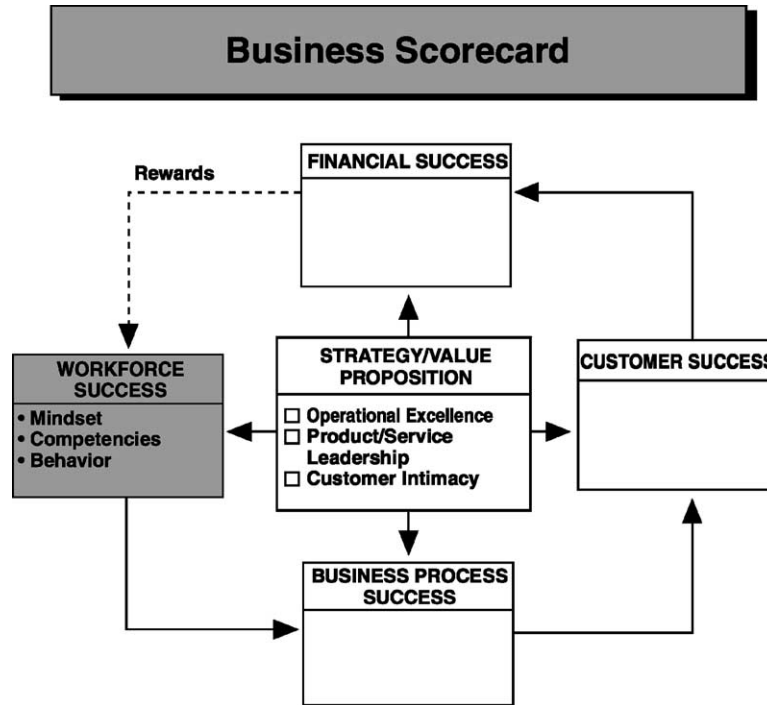 Business Scorecard
Rewards
FINANCIAL SUCCESS
WORKFORCE
SUCCESS
• Mindset
• Competencies
• Behavior
STRATEGY/VALUE
PROPOSITION
☐ Operational Excellence
☐ Product/Service
Leadership
☐ Customer Intimacy
CUSTOMER SUCCESS
BUSINESS PROCESS
SUCCESS